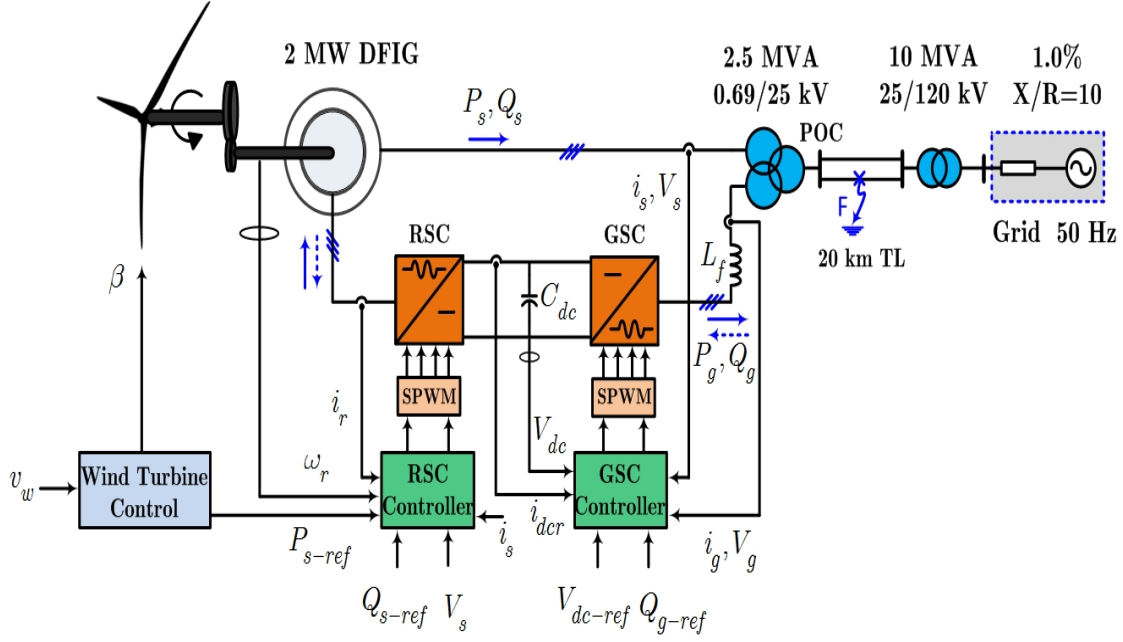 2 MW DFIG
2.5 MVA
0.69/25 kV
10 MVA
25/120 kV
1.0%
X/R=10
P_s,Q_s
POC
i_s,V_s
F
20 km TL
Grid 50 Hz
RSC
GSC
L_f
C_dc
β
P_g,Q_g
SPWM
SPWM
i_r
V_dc
ω_r
v_w
Wind Turbine
Control
RSC
Controller
GSC
Controller
P_s-ref
i_s
i_dcr
i_g,V_g
Q_s-ref
V_s
V_dc-ref
Q_g-ref